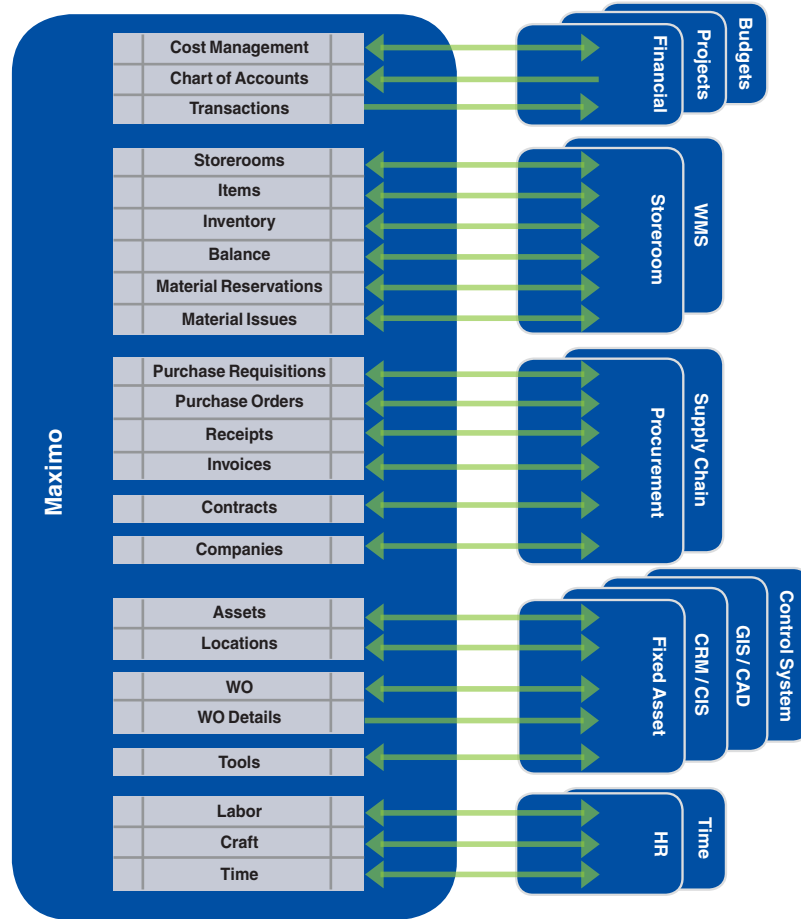 Maximo
Cost Management
Chart of Accounts
Transactions
Financial
Projects
Budgets
Storerooms
Items
Inventory
Balance
Material Reservations
Material Issues
Storeroom
WMS
Purchase Requisitions
Purchase Orders
Receipts
Invoices
Contracts
Companies
Procurement
Supply Chain
Assets
Locations
WO
WO Details
Tools
Fixed Asset
CRM / CIS
GIS / CAD
Control System
Labor
Craft
Time
HR
Time